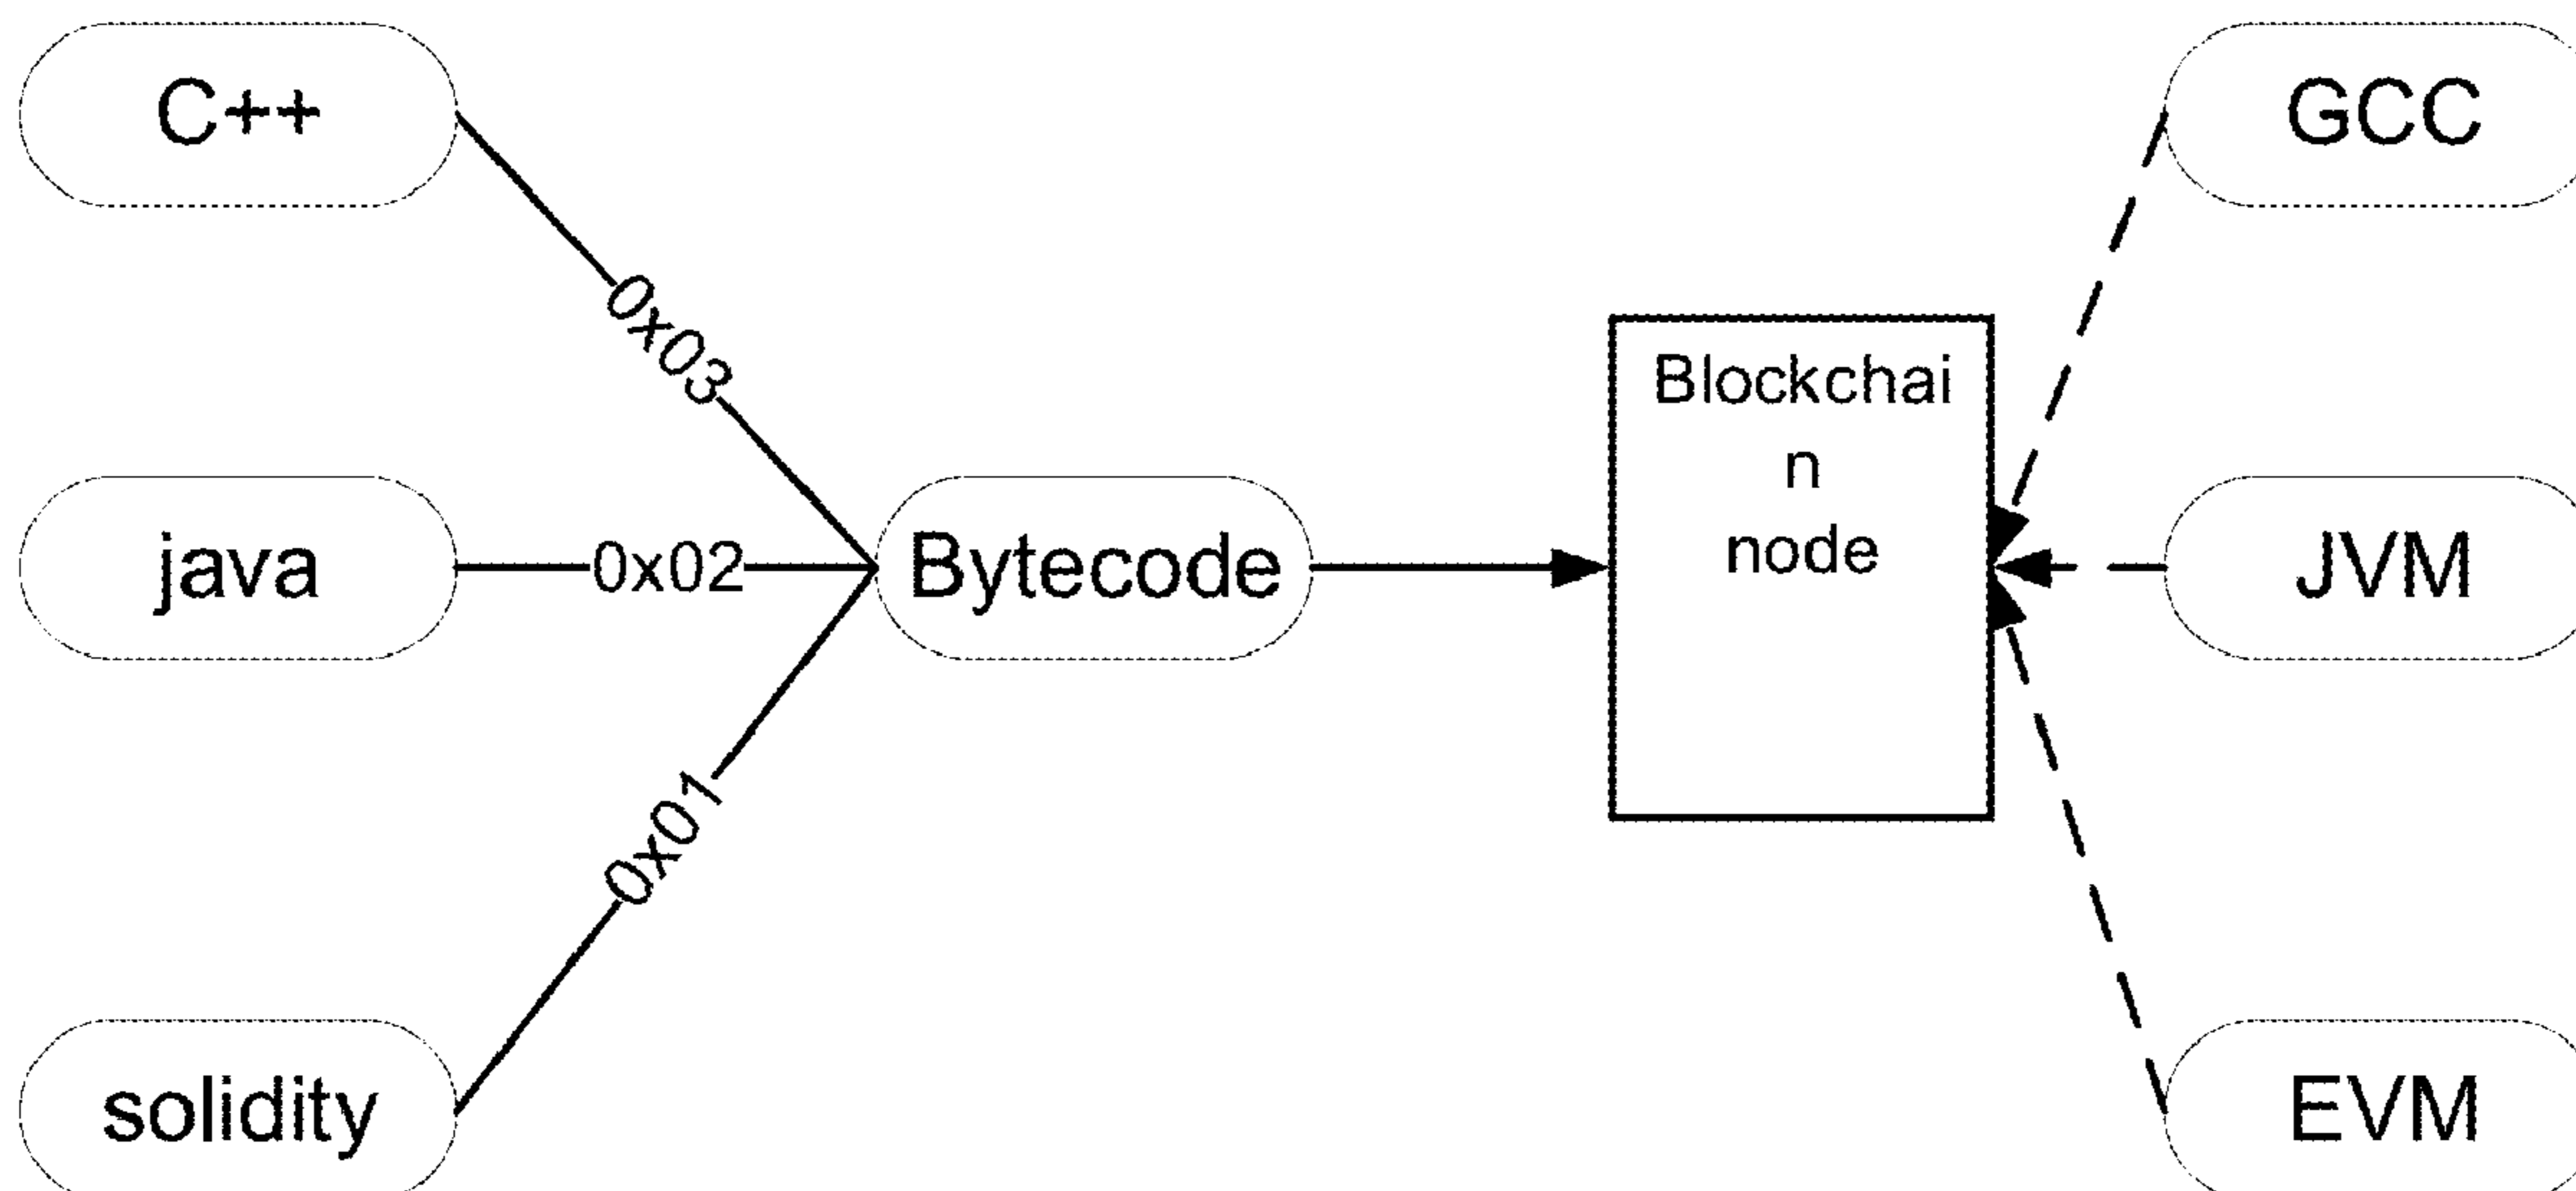 C++
GCC
0x03
Blockchai
n
node
java
0x02
Bytecode
JVM
0x01
solidity
EVM